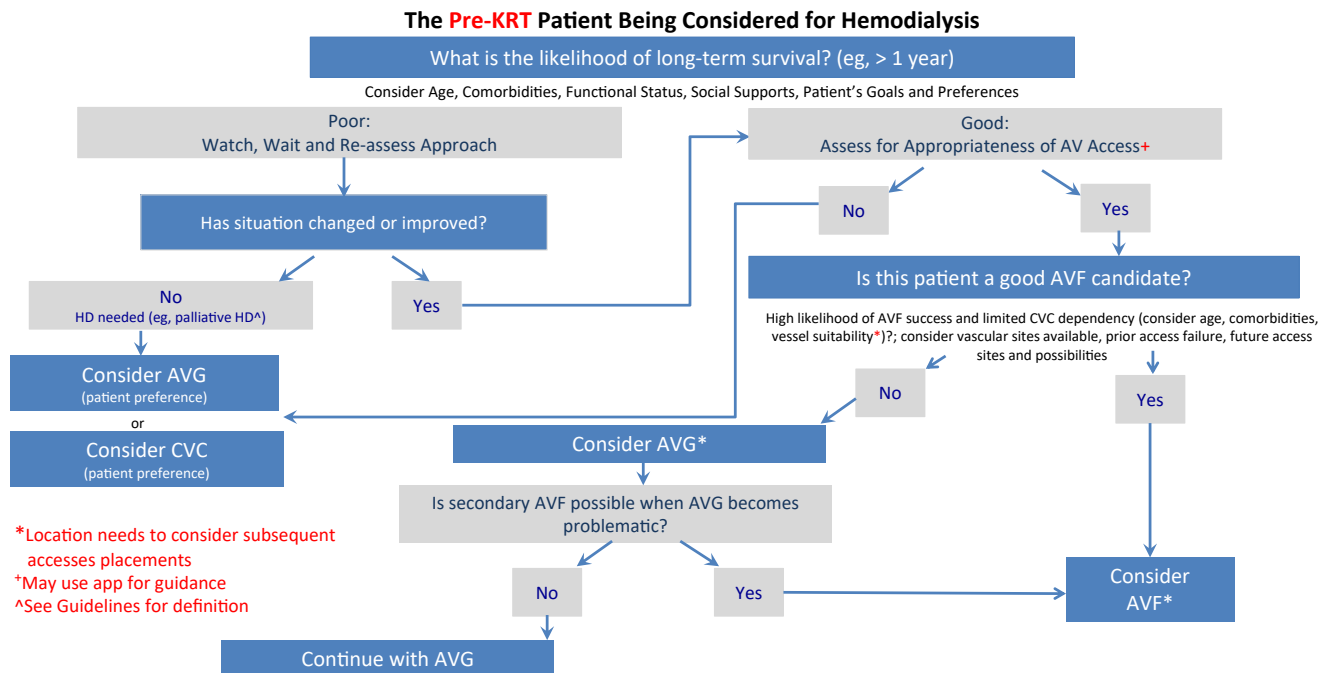 The Pre-KRT Patient Being Considered for Hemodialysis
What is the likelihood of long-term survival? (eg, > 1 year)
Consider Age, Comorbidities, Functional Status, Social Supports, Patient's Goals and Preferences
Poor:
Watch, Wait and Re-assess Approach
Good:
Assess for Appropriateness of AV Access+
Has situation changed or improved?
No
Yes
Is this patient a good AVF candidate?
No
HD needed (eg, palliative HD^)
Yes
High likelihood of AVF success and limited CVC dependency (consider age, comorbidities,
vessel suitability*)?; consider vascular sites available, prior access failure, future access
sites and possibilities
Consider AVG
(patient preference)
or
Consider CVC
(patient preference)
No
Yes
Consider AVG*
Is secondary AVF possible when AVG becomes
problematic?
No
Yes
Consider
AVF*
Continue with AVG
*Location needs to consider subsequent
accesses placements
+May use app for guidance
^See Guidelines for definition